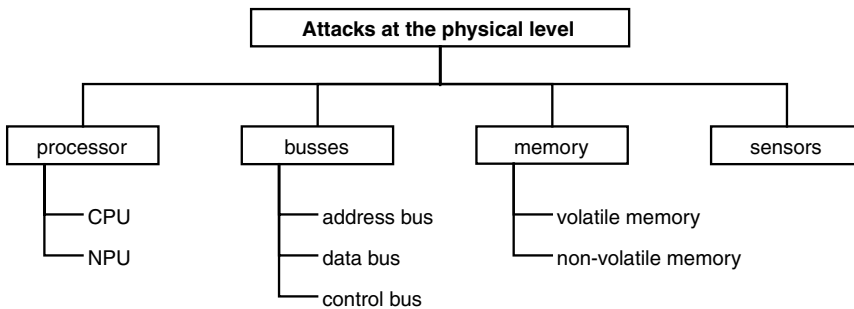 Attacks at the physical level
processor
busses
memory
sensors
CPU
address bus
volatile memory
NPU
data bus
non-volatile memory
control bus